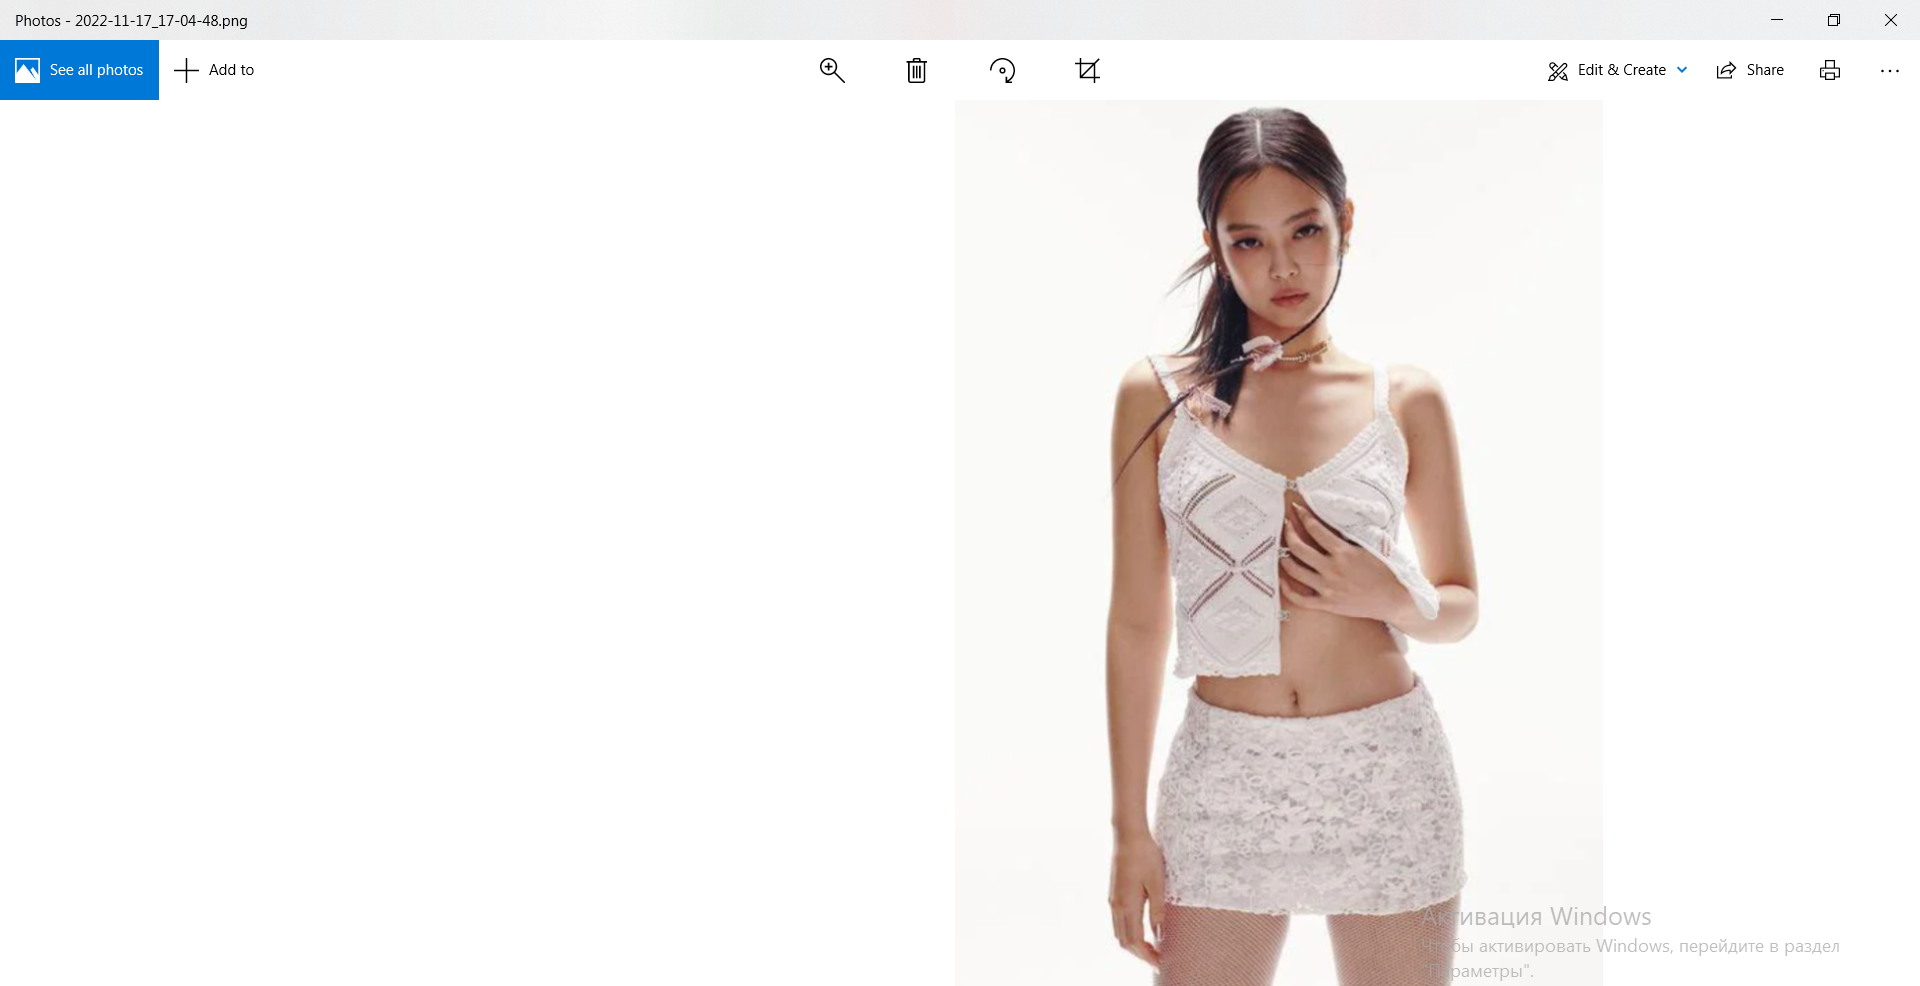 Photos - 2022-11-17_17-04-48.png
See all photos
Add to
Edit & Create
Share
Активация Windows
Чтобы активировать Windows, перейдите в раздел
"Параметры".